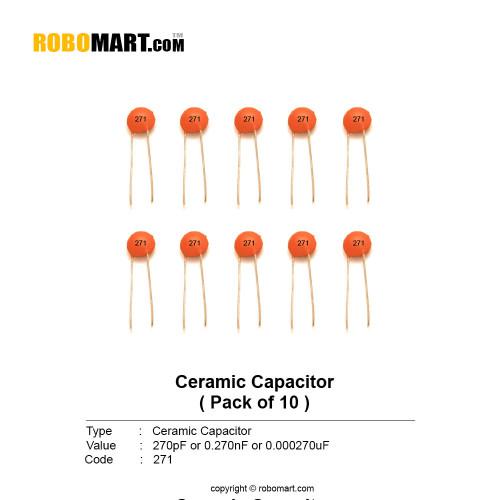 ROBOMART.COM™
271 271 271 271 271
271 271 271 271 271
Ceramic Capacitor
( Pack of 10 )
Type : Ceramic Capacitor
Value : 270pF or 0.270nF or 0.000270uF
Code : 271
copyright © robomart.com